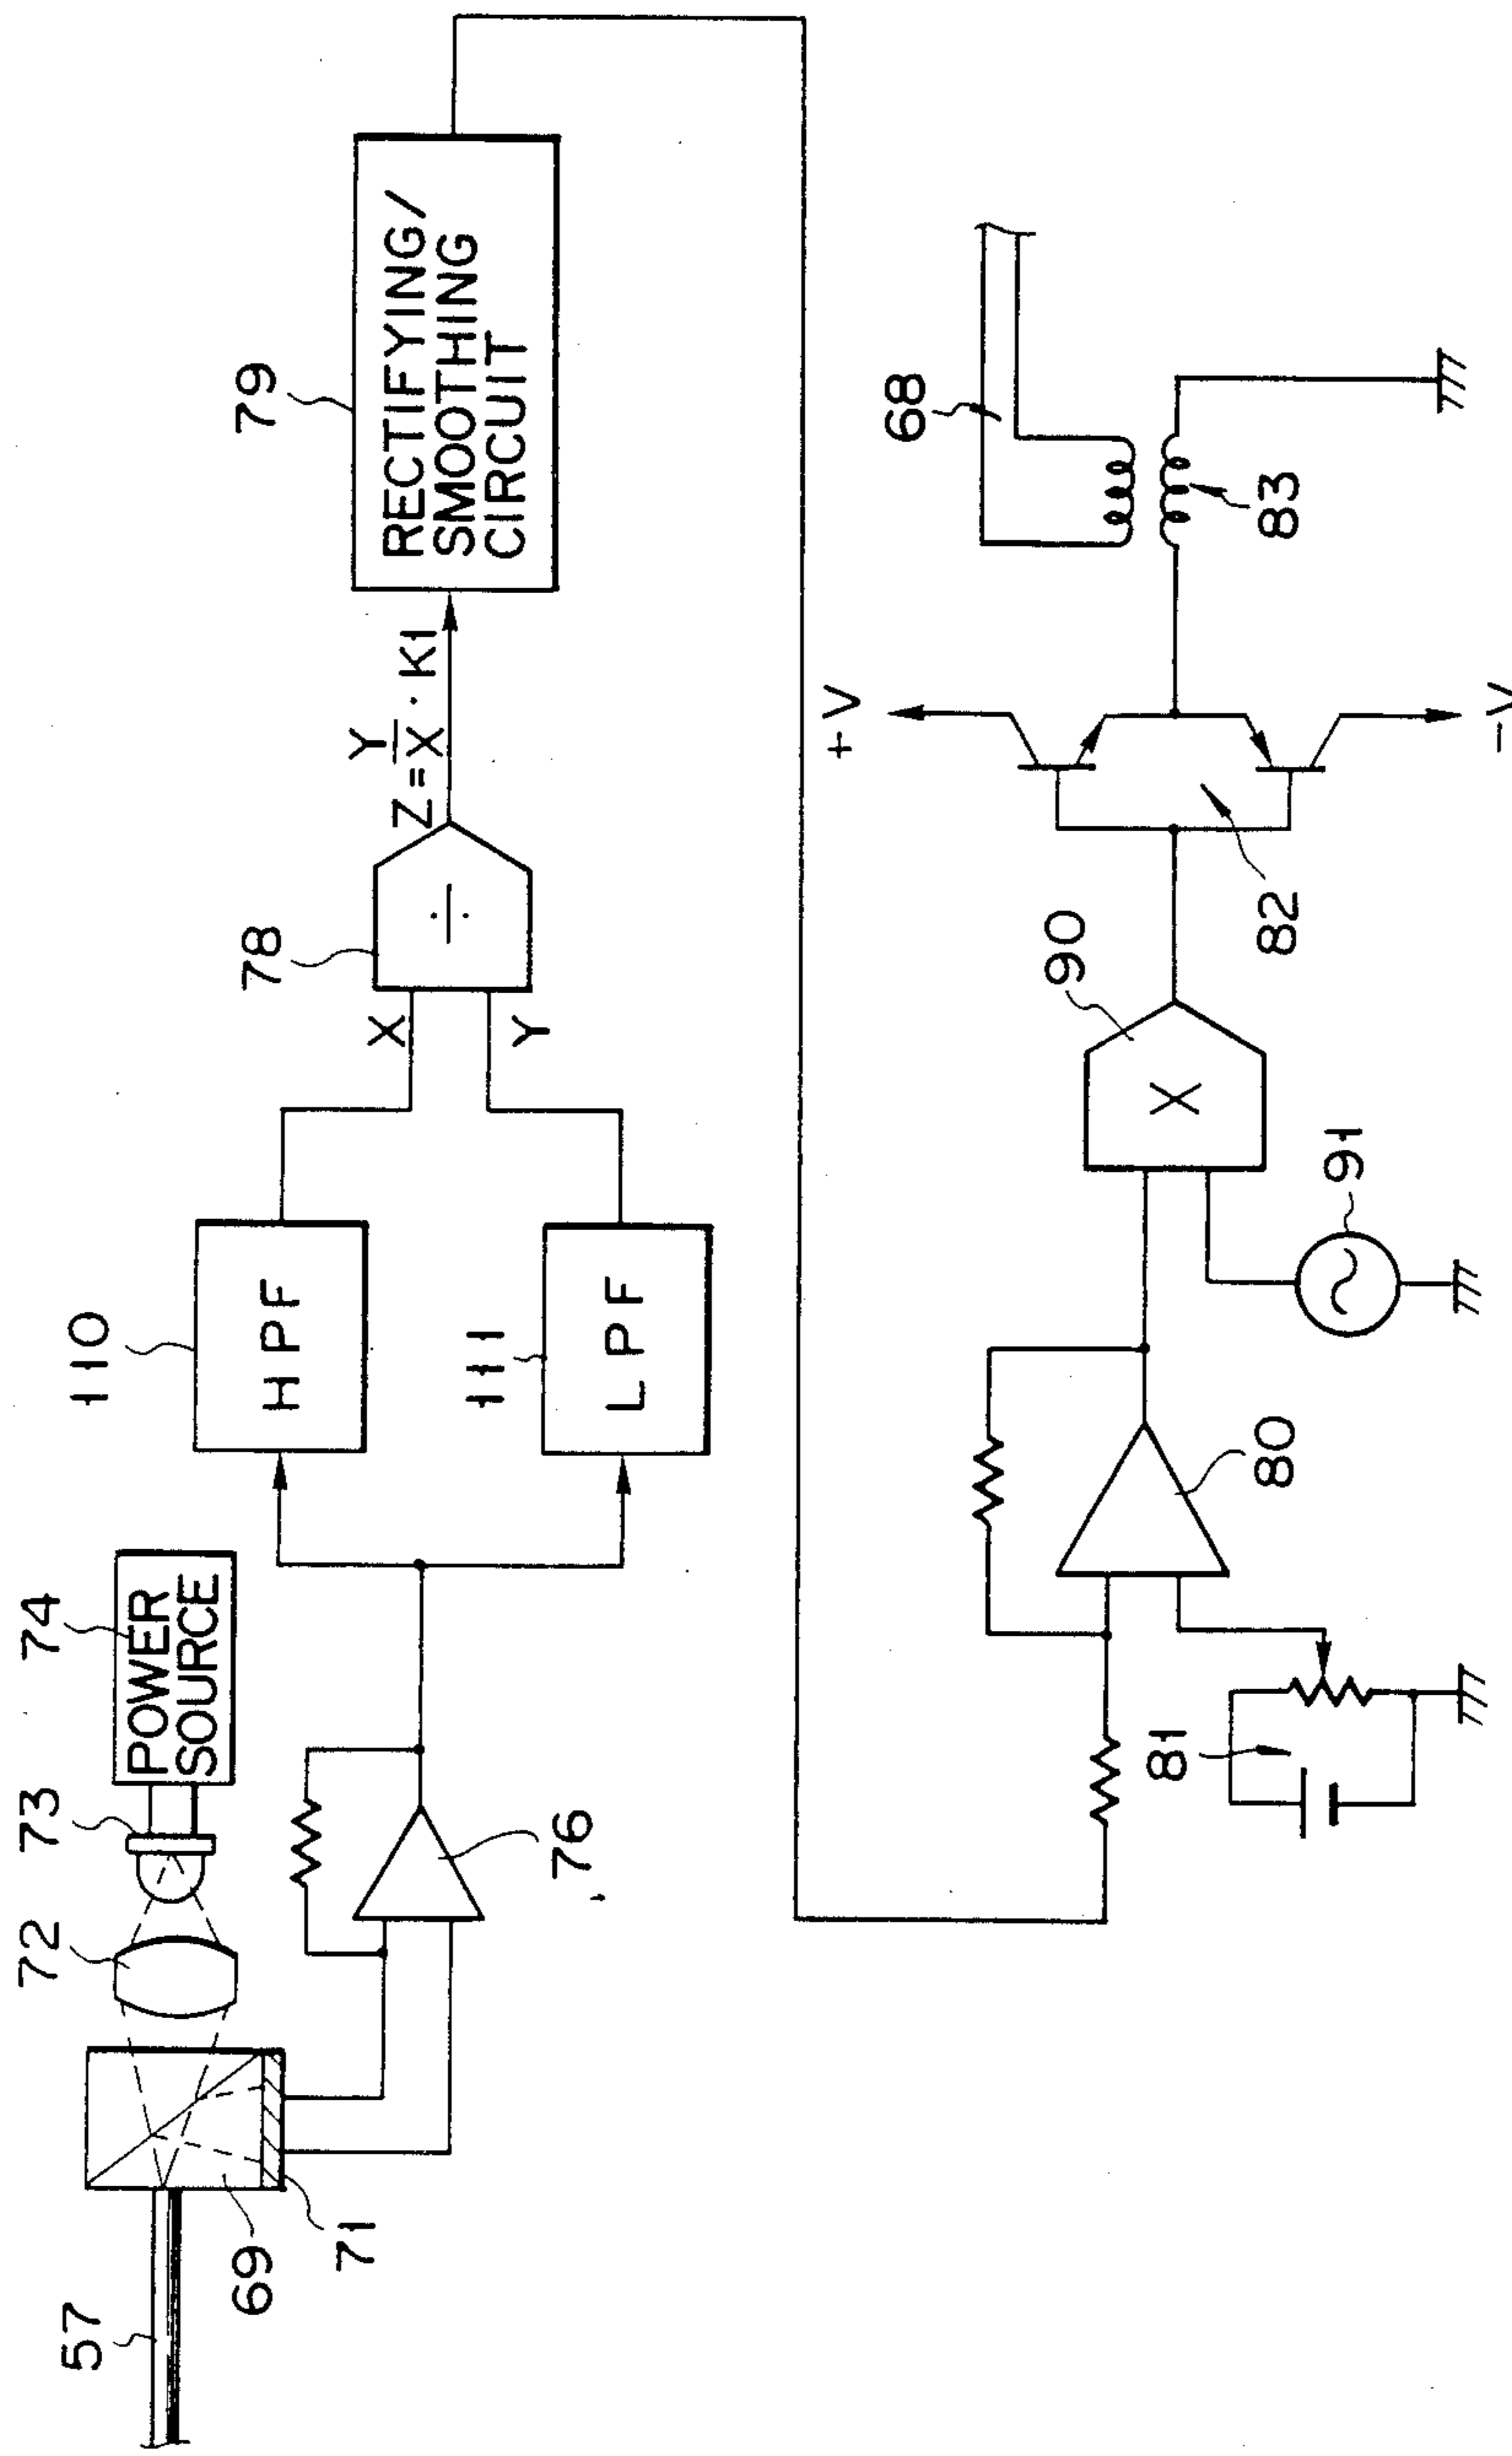 57
69
71
72
73
74
POWER
SOURCE
76
110
HPF
111
LPF
X
Y
78
÷
Z = Y/X · K1
79
RECTIFYING/
SMOOTHING
CIRCUIT
81
80
91
90
X
82
+V
-V
68
83